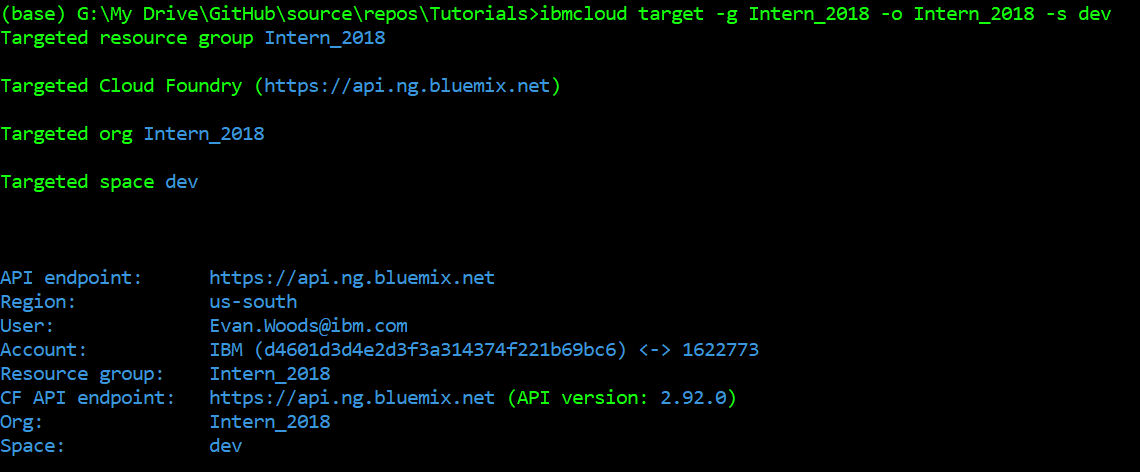 (base) G:\My Drive\GitHub\source\repos\Tutorials>ibmcloud target -g Intern_2018 -o Intern_2018 -s dev
Targeted resource group Intern_2018
Targeted Cloud Foundry (https://api.ng.bluemix.net)
Targeted org Intern_2018
Targeted space dev
API endpoint: https://api.ng.bluemix.net
Region: us-south
User: Evan.Woods@ibm.com
Account: IBM (d4601d3d4e2d3f3a314374f221b69bc6) <-> 1622773
Resource group: Intern_2018
CF API endpoint: https://api.ng.bluemix.net (API version: 2.92.0)
Org: Intern_2018
Space: dev